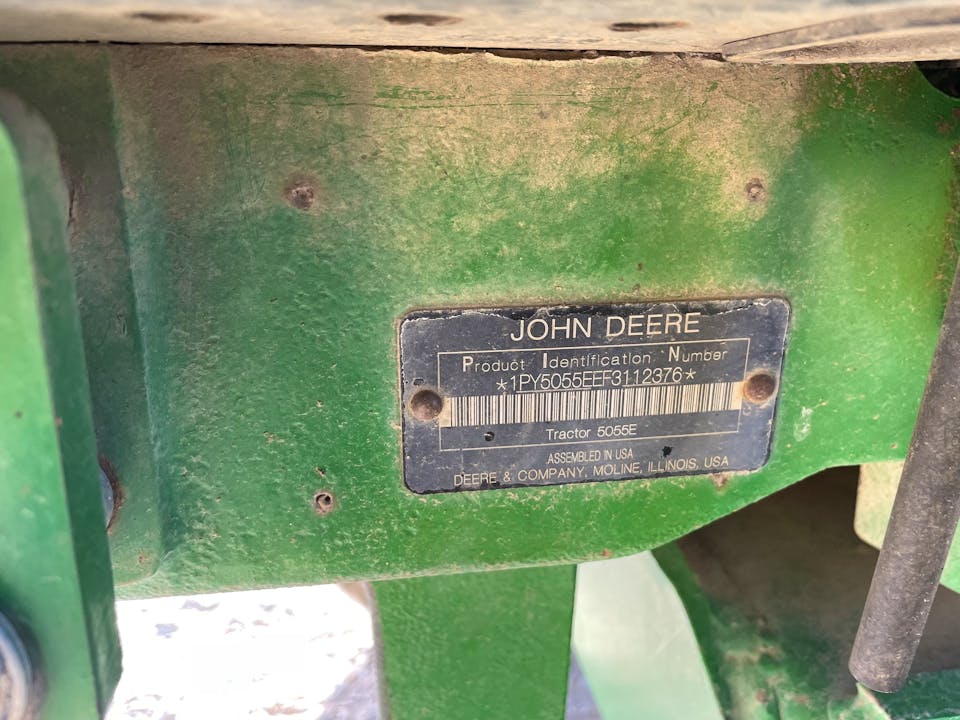 JOHN DEERE
Product Identification Number
*1PY5055EEF3112376*
Tractor 5055E
ASSEMBLED IN USA
DEERE & COMPANY, MOLINE, ILLINOIS, USA